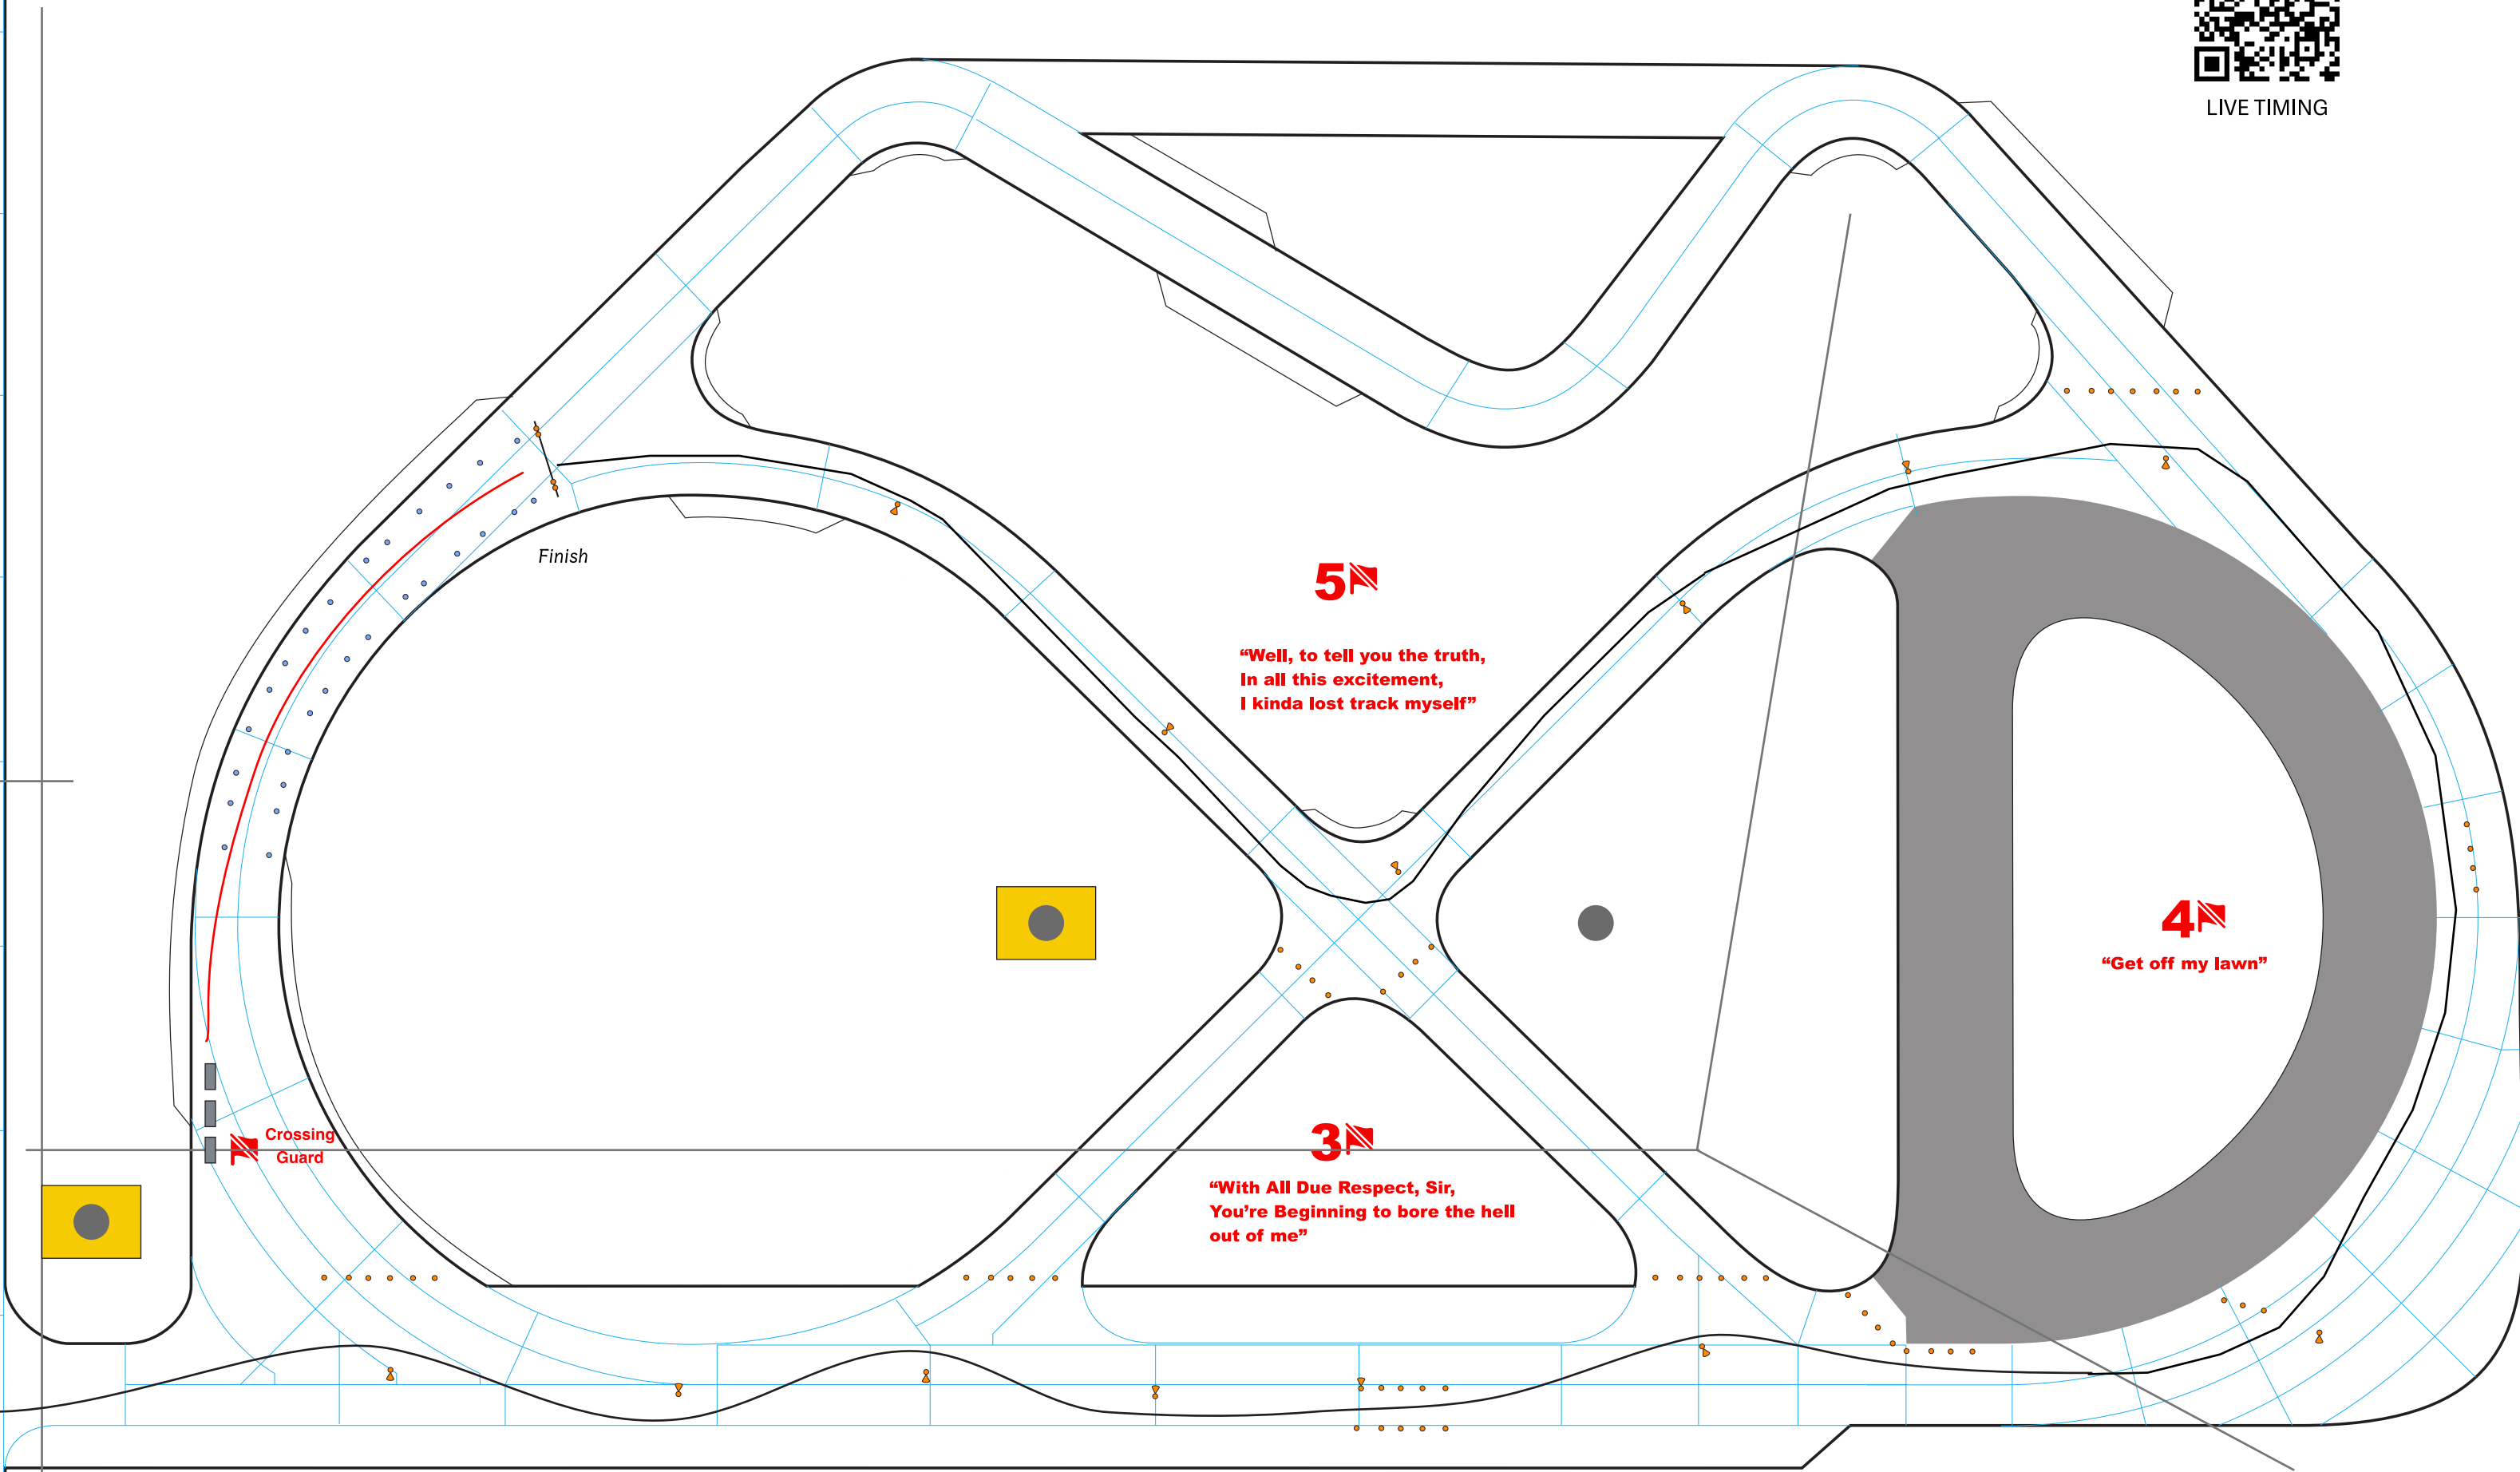 LIVE TIMING
Finish
5
“Well, to tell you the truth,
In all this excitement,
I kinda lost track myself”
4
“Get off my lawn”
3
“With All Due Respect, Sir,
You’re Beginning to bore the hell
out of me”
Crossing
Guard